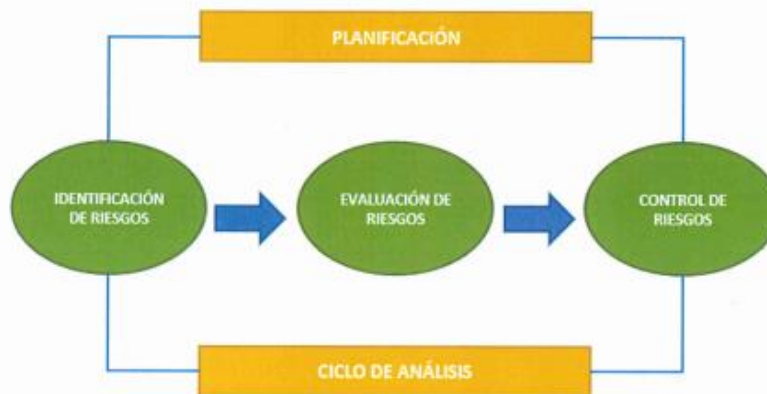 PLANIFICACIÓN
IDENTIFICACIÓN
DE RIESGOS
EVALUACIÓN DE
RIESGOS
CONTROL DE
RIESGOS
CICLO DE ANÁLISIS